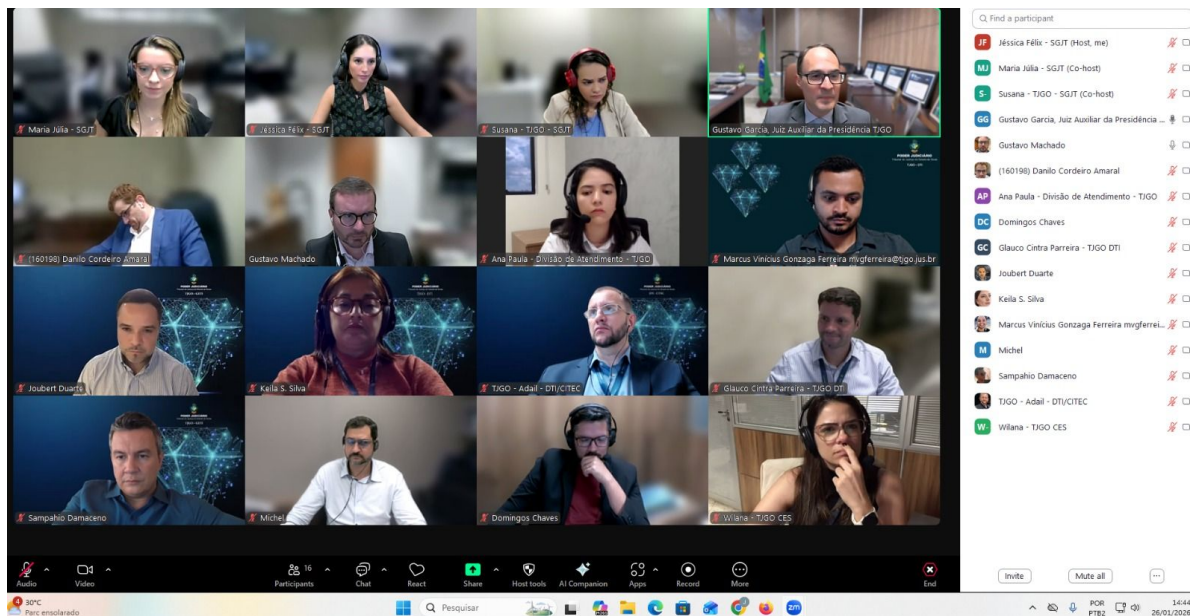 Maria Júlia - SGJT
Jéssica Félix - SGJT
Susana - TJGO - SGJT
Gustavo Garcia, Juiz Auxiliar da Presidência TJGO
(160198) Danilo Cordeiro Amaral
Gustavo Machado
Ana Paula - Divisão de Atendimento - TJGO
PODER JUDICIÁRIO
Marcus Vinícius Gonzaga Ferreira mvgferreira@tjgo.jus.br
Joubert Duarte
Keila S. Silva
TJGO - Adail - DTI/CITEC
Glauco Cintra Parreira - TJGO DTI
Sampahio Damaceno
Michel
Domingos Chaves
Wilana - TJGO CES
Audio
Video
Participants
16
Chat
React
Share
Host tools
AI Companion
Apps
Record
More
End
Find a participant
JF Jéssica Félix - SGJT (Host, me)
MJ Maria Júlia - SGJT (Co-host)
S- Susana - TJGO - SGJT (Co-host)
GG Gustavo Garcia, Juiz Auxiliar da Presidência ...
Gustavo Machado
(160198) Danilo Cordeiro Amaral
AP Ana Paula - Divisão de Atendimento - TJGO
DC Domingos Chaves
GC Glauco Cintra Parreira - TJGO DTI
Joubert Duarte
Keila S. Silva
Marcus Vinícius Gonzaga Ferreira mvgferrei...
M Michel
Sampahio Damaceno
TJGO - Adail - DTI/CITEC
W- Wilana - TJGO CES
Invite
Mute all
...
30°C
Parc ensolarado
Pesquisar
zm
POR
PTB2
14:44
26/01/2026